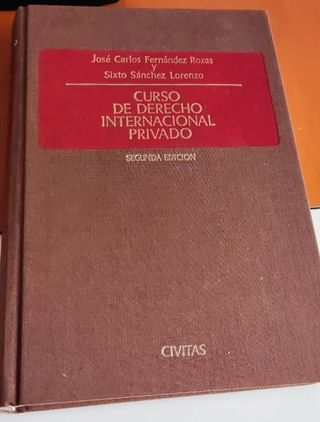 José Carlos Fernández Rozas
y
Sixto Sánchez Lorenzo
CURSO
DE DERECHO
INTERNACIONAL
PRIVADO
SEGUNDA EDICION
CIVITAS